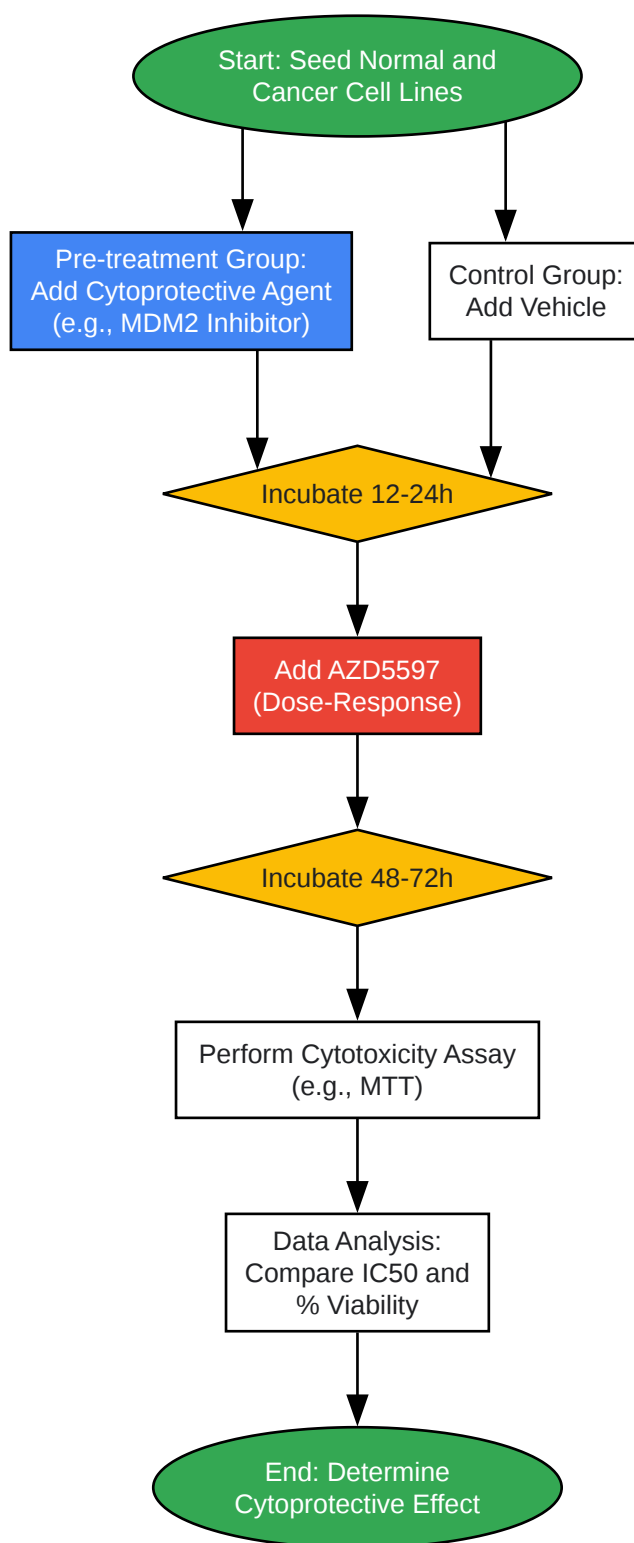 Start: Seed Normal and
Cancer Cell Lines
Pre-treatment Group:
Add Cytoprotective Agent
(e.g., MDM2 Inhibitor)
Control Group:
Add Vehicle
Incubate 12-24h
Add AZD5597
(Dose-Response)
Incubate 48-72h
Perform Cytotoxicity Assay
(e.g., MTT)
Data Analysis:
Compare IC50 and
% Viability
End: Determine
Cytoprotective Effect